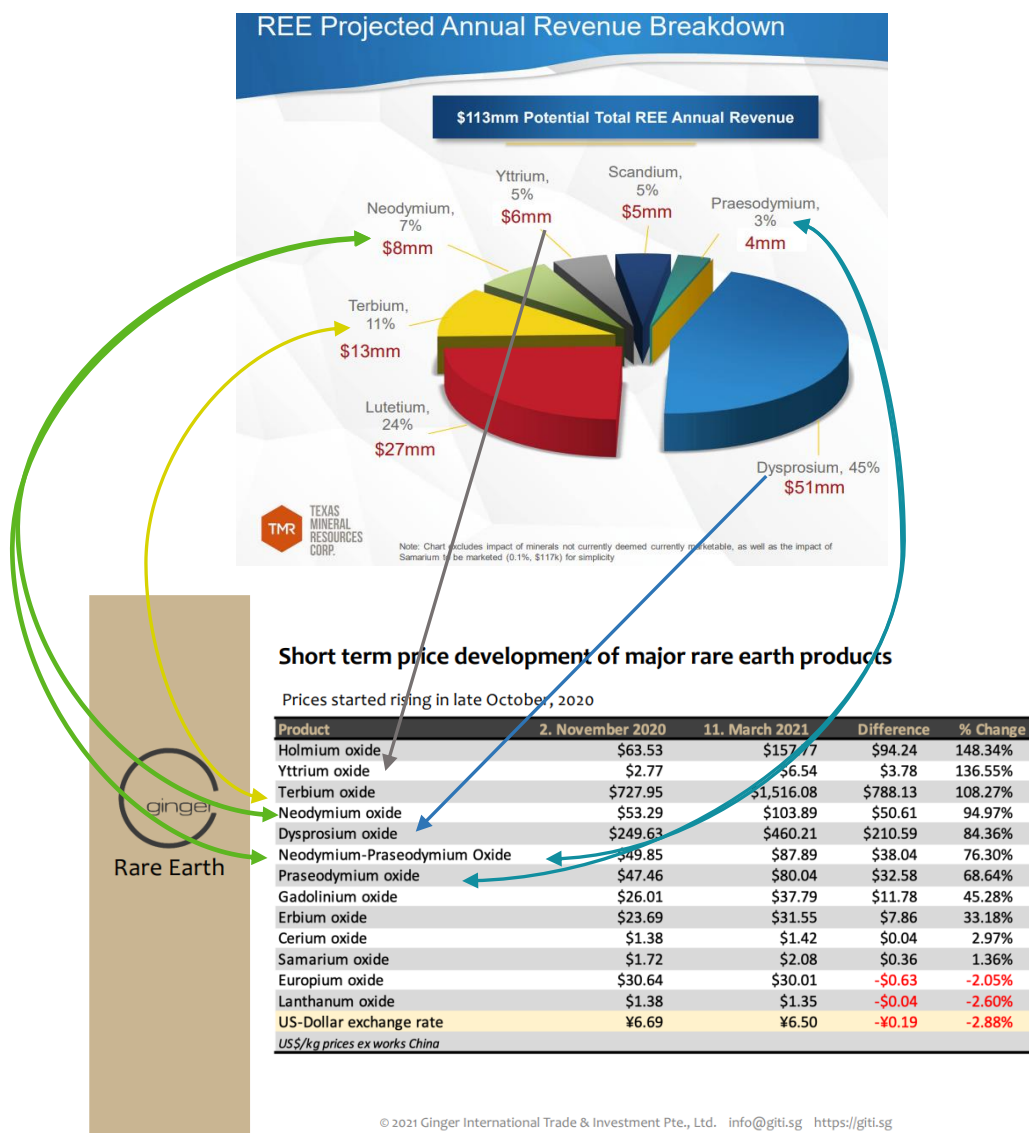 REE Projected Annual Revenue Breakdown
$113mm Potential Total REE Annual Revenue
Yttrium,
5%
$6mm
Scandium,
5%
$5mm
Praesodymium,
3%
4mm
Neodymium,
7%
$8mm
Terbium,
11%
$13mm
Lutetium,
24%
$27mm
Dysprosium, 45%
$51mm
TMR
TEXAS
MINERAL
RESOURCES
CORP.
Note: Chart excludes impact of minerals not currently deemed currently marketable, as well as the impact of
Samarium to be marketed (0.1%, $117k) for simplicity
ginger
Rare Earth
Short term price development of major rare earth products
Prices started rising in late October, 2020
Product 2. November 2020 11. March 2021 Difference % Change
Holmium oxide $63.53 $157.77 $94.24 148.34%
Yttrium oxide $2.77 $6.54 $3.78 136.55%
Terbium oxide $727.95 $1,516.08 $788.13 108.27%
Neodymium oxide $53.29 $103.89 $50.61 94.97%
Dysprosium oxide $249.63 $460.21 $210.59 84.36%
Neodymium-Praseodymium Oxide $49.85 $87.89 $38.04 76.30%
Praseodymium oxide $47.46 $80.04 $32.58 68.64%
Gadolinium oxide $26.01 $37.79 $11.78 45.28%
Erbium oxide $23.69 $31.55 $7.86 33.18%
Cerium oxide $1.38 $1.42 $0.04 2.97%
Samarium oxide $1.72 $2.08 $0.36 1.36%
Europium oxide $30.64 $30.01 -$0.63 -2.05%
Lanthanum oxide $1.38 $1.35 -$0.04 -2.60%
US-Dollar exchange rate ¥6.69 ¥6.50 -¥0.19 -2.88%
US$/kg prices ex works China
© 2021 Ginger International Trade & Investment Pte., Ltd. info@giti.sg https://giti.sg